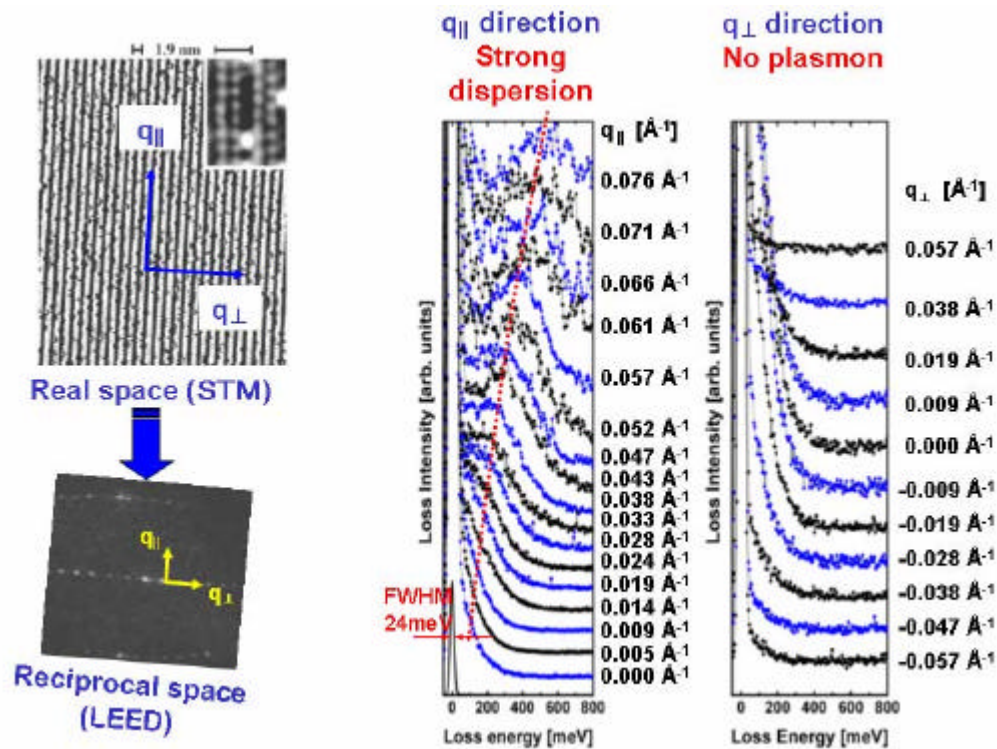 1.9 nm
q||
q⊥
Real space (STM)
q||
q⊥
Reciprocal space
(LEED)
q|| direction
Strong
dispersion
q|| [Å-1]
0.076 Å-1
0.071 Å-1
0.066 Å-1
0.061 Å-1
0.057 Å-1
0.052 Å-1
0.047 Å-1
0.043 Å-1
0.038 Å-1
0.033 Å-1
0.028 Å-1
0.024 Å-1
0.019 Å-1
0.014 Å-1
0.009 Å-1
0.005 Å-1
0.000 Å-1
FWHM
24meV
Loss Intensity [arb. units]
0 200 400 600 800
Loss energy [meV]
q⊥ direction
No plasmon
q⊥ [Å-1]
0.057 Å-1
0.038 Å-1
0.019 Å-1
0.009 Å-1
0.000 Å-1
-0.009 Å-1
-0.019 Å-1
-0.028 Å-1
-0.038 Å-1
-0.047 Å-1
-0.057 Å-1
Loss Intensity [arb. units]
0 200 400 600 800
Loss Energy [meV]